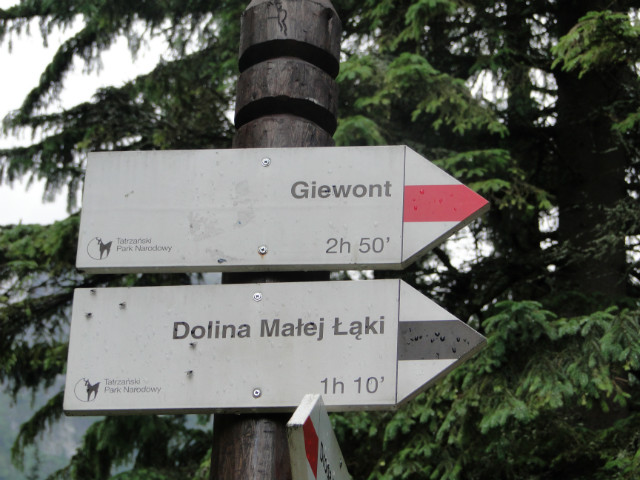 Giewont
2h 50'
Tatrzański
Park Narodowy
Dolina Małej Łąki
1h 10'
Tatrzański
Park Narodowy